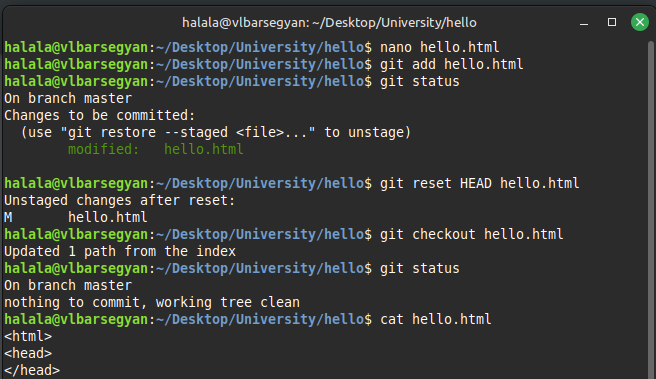 halala@vlbarsegyan: ~/Desktop/University/hello
halala@vlbarsegyan:~/Desktop/University/hello$ nano hello.html
halala@vlbarsegyan:~/Desktop/University/hello$ git add hello.html
halala@vlbarsegyan:~/Desktop/University/hello$ git status
On branch master
Changes to be committed:
  (use "git restore --staged <file>..." to unstage)
        modified:   hello.html

halala@vlbarsegyan:~/Desktop/University/hello$ git reset HEAD hello.html
Unstaged changes after reset:
M       hello.html
halala@vlbarsegyan:~/Desktop/University/hello$ git checkout hello.html
Updated 1 path from the index
halala@vlbarsegyan:~/Desktop/University/hello$ git status
On branch master
nothing to commit, working tree clean
halala@vlbarsegyan:~/Desktop/University/hello$ cat hello.html
<html>
<head>
</head>